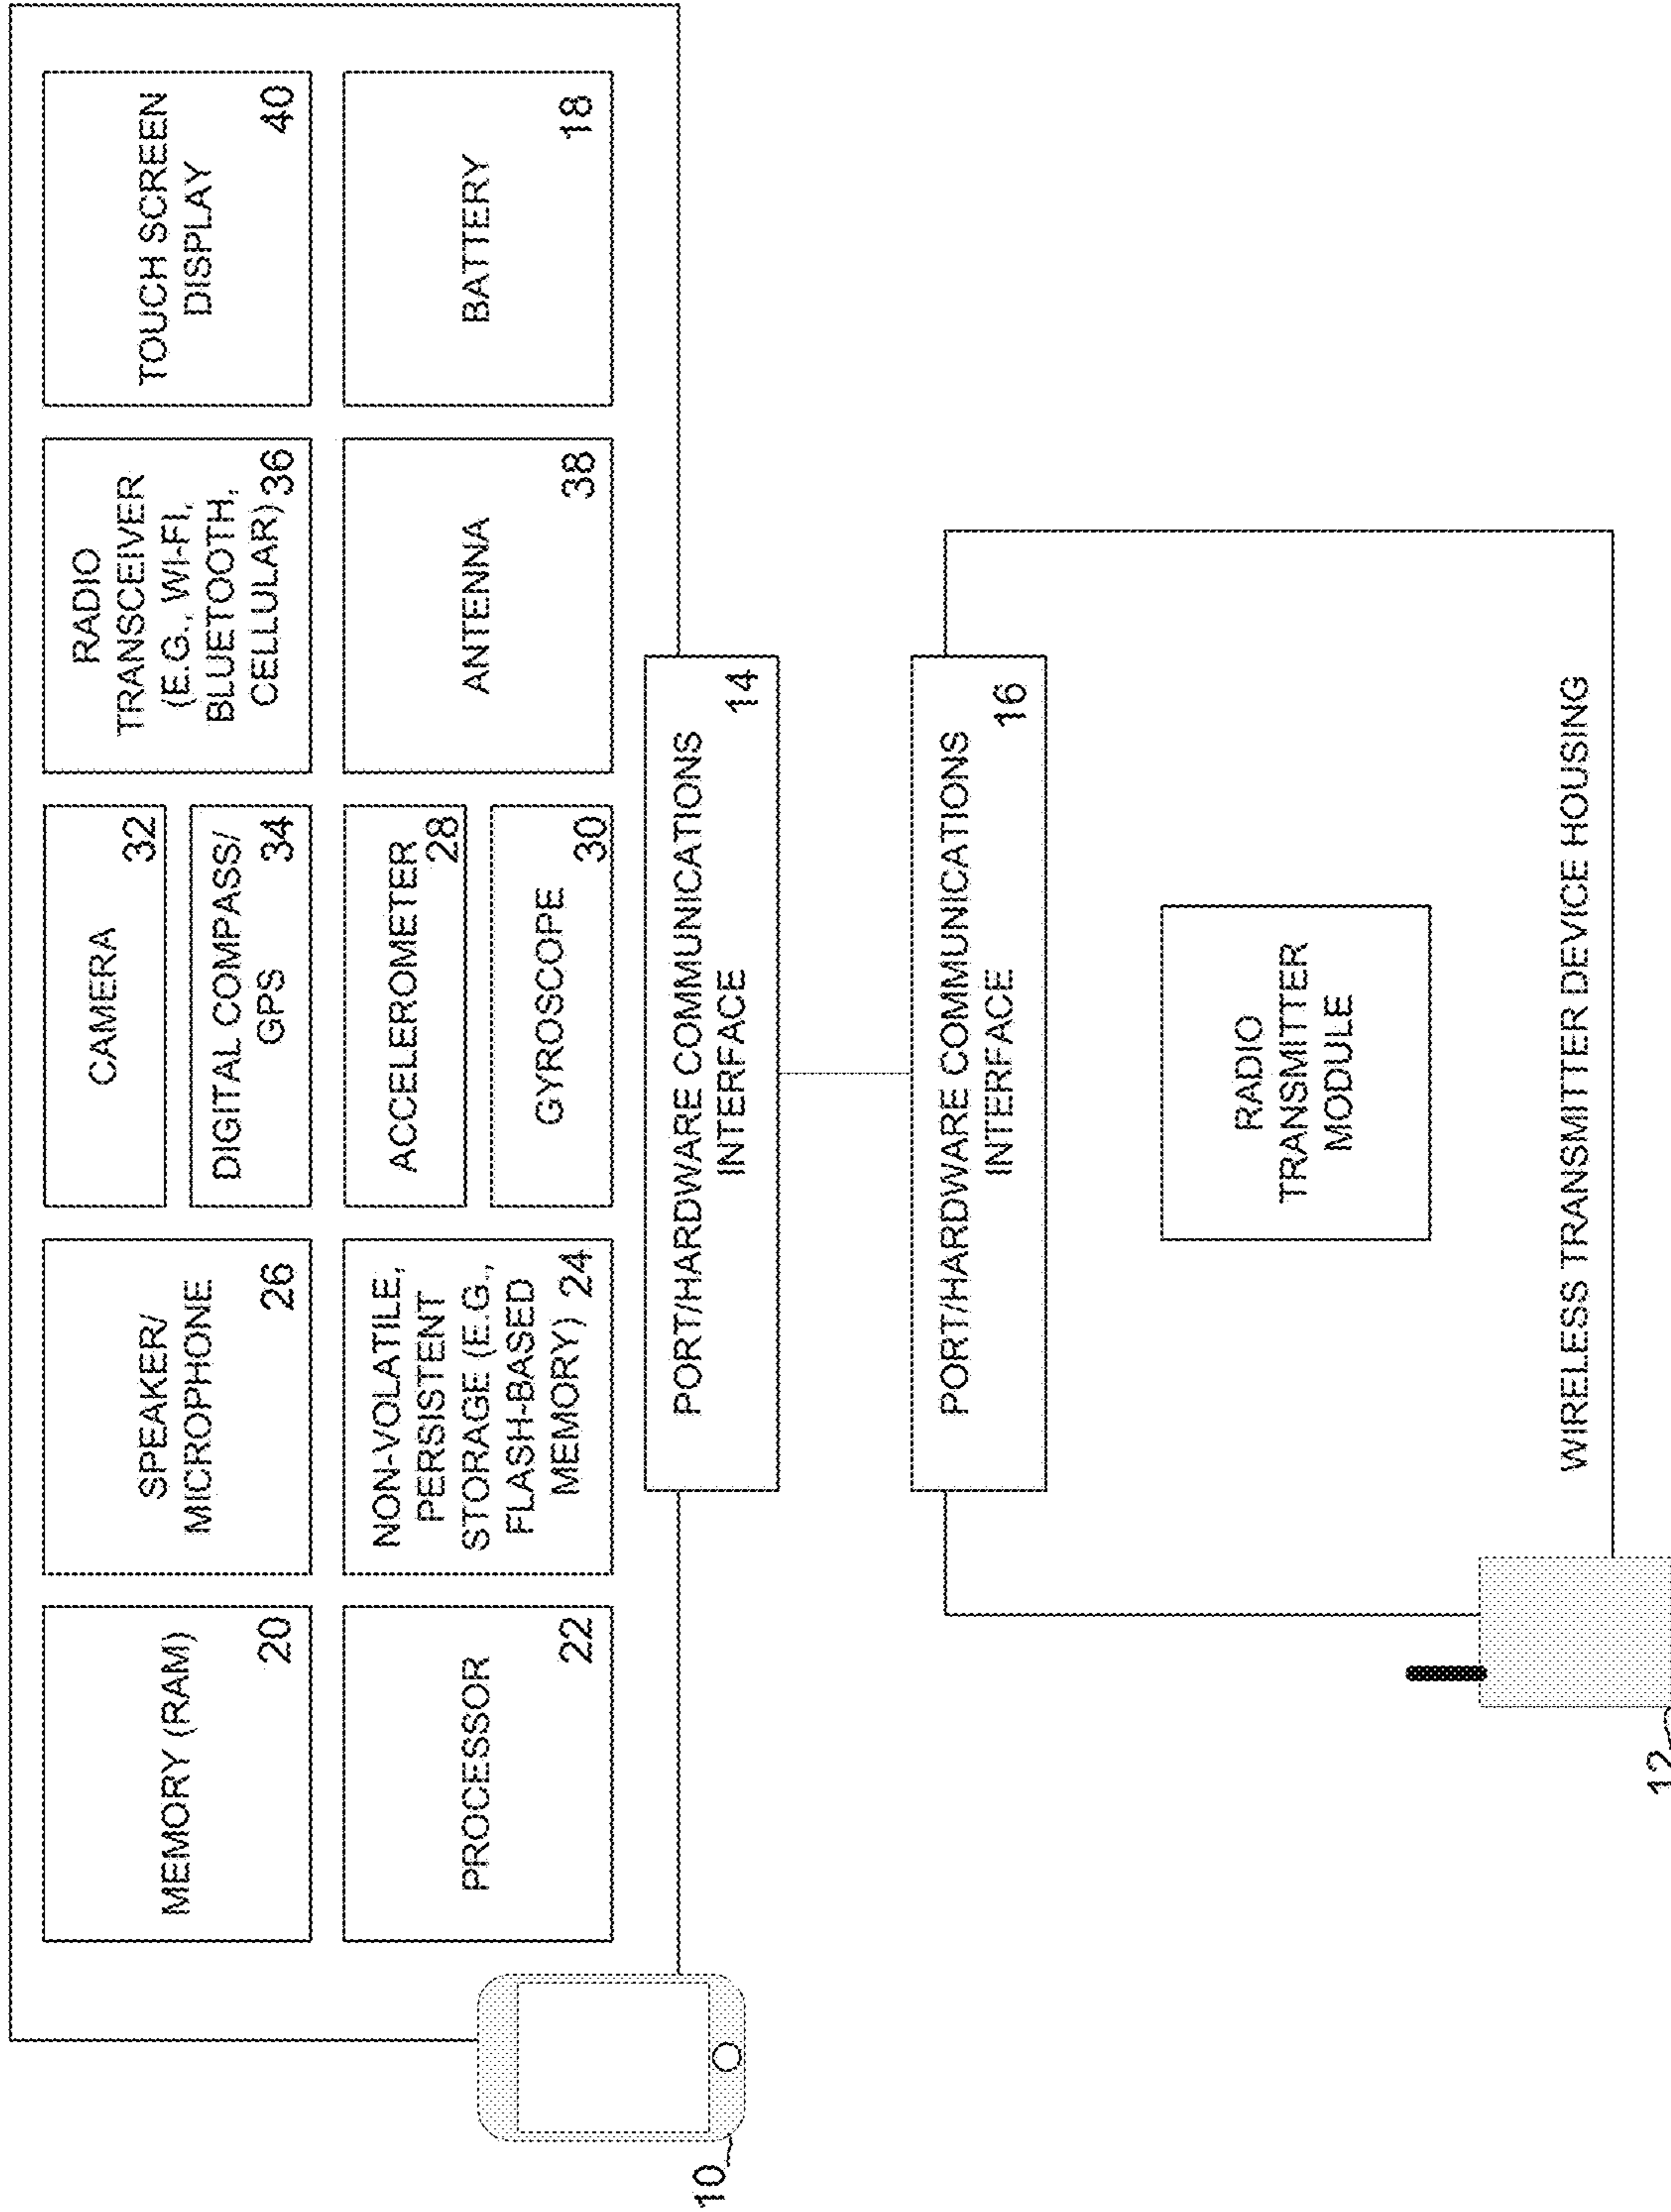 MEMORY (RAM)
20
SPEAKER/
MICROPHONE
26
CAMERA
32
DIGITAL COMPASS/
GPS
34
RADIO
TRANSCEIVER
(E.G., WI-FI,
BLUETOOTH,
CELLULAR) 36
TOUCH SCREEN
DISPLAY
40
PROCESSOR
22
NON-VOLATILE,
PERSISTENT
STORAGE (E.G.,
FLASH-BASED
MEMORY) 24
ACCELEROMETER
28
GYROSCOPE
30
ANTENNA
38
BATTERY
18
10
PORT/HARDWARE COMMUNICATIONS
INTERFACE
14
PORT/HARDWARE COMMUNICATIONS
INTERFACE
16
RADIO
TRANSMITTER
MODULE
WIRELESS TRANSMITTER DEVICE HOUSING
12